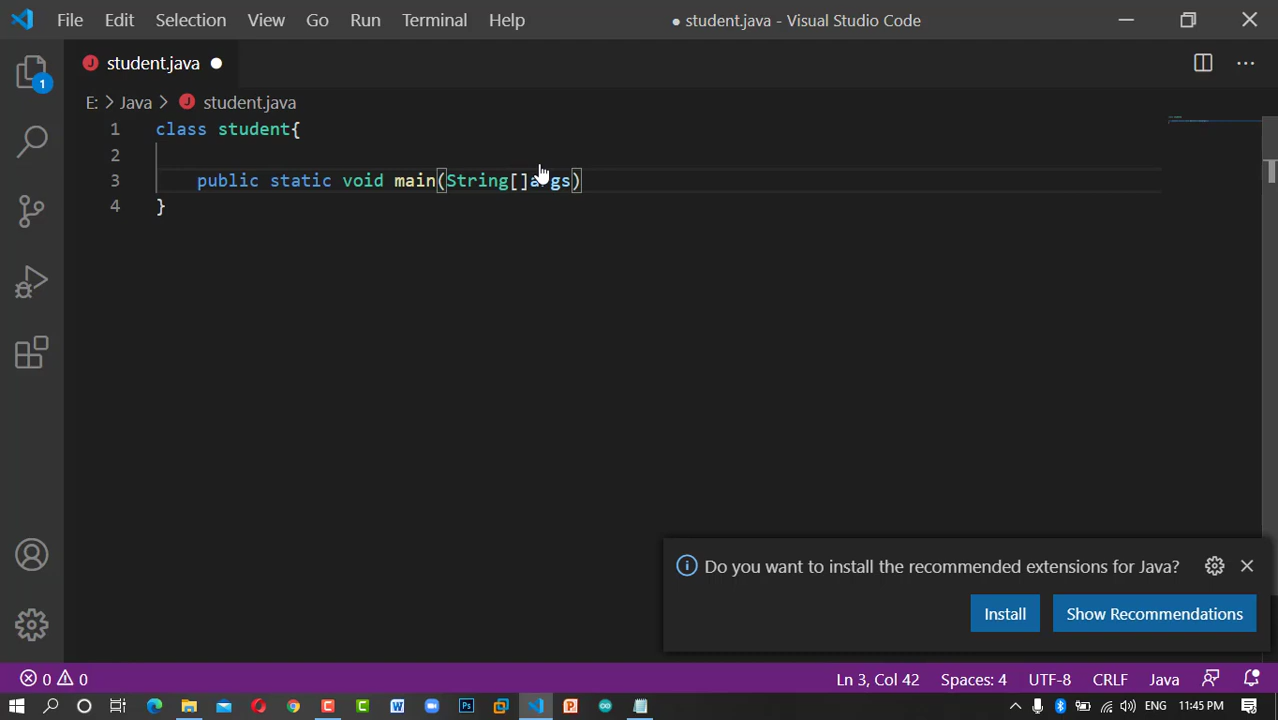 File Edit Selection View Go Run Terminal Help
● student.java - Visual Studio Code
student.java ●
1
E: > Java > student.java
1 class student{
2
3 public static void main(String[]args)
4 }
Do you want to install the recommended extensions for Java?
Install
Show Recommendations
0 0
Ln 3, Col 42
Spaces: 4
UTF-8
CRLF
Java
ENG
11:45 PM